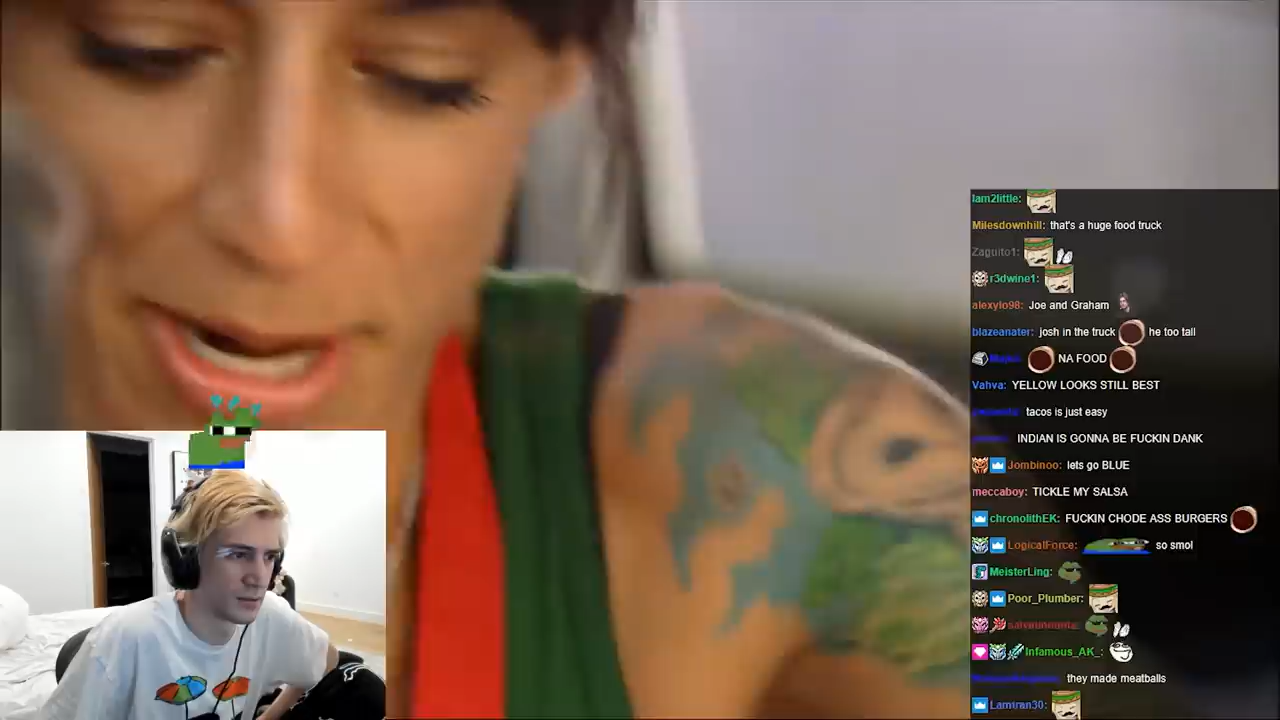 Iam2little:
Milesdownhill: that's a huge food truck
Zaguito1:
r3dwine1:
alexylo98: Joe and Graham
blazeanater: josh in the truck he too tall
NA FOOD
Vahva: YELLOW LOOKS STILL BEST
tacos is just easy
INDIAN IS GONNA BE FUCKIN DANK
Jombinoo: lets go BLUE
meccaboy: TICKLE MY SALSA
chronolithEK: FUCKIN CHODE ASS BURGERS
LogicalForce: so smol
MeisterLing:
Poor_Plumber:
Infamous_AK_:
they made meatballs
Lamtran30: